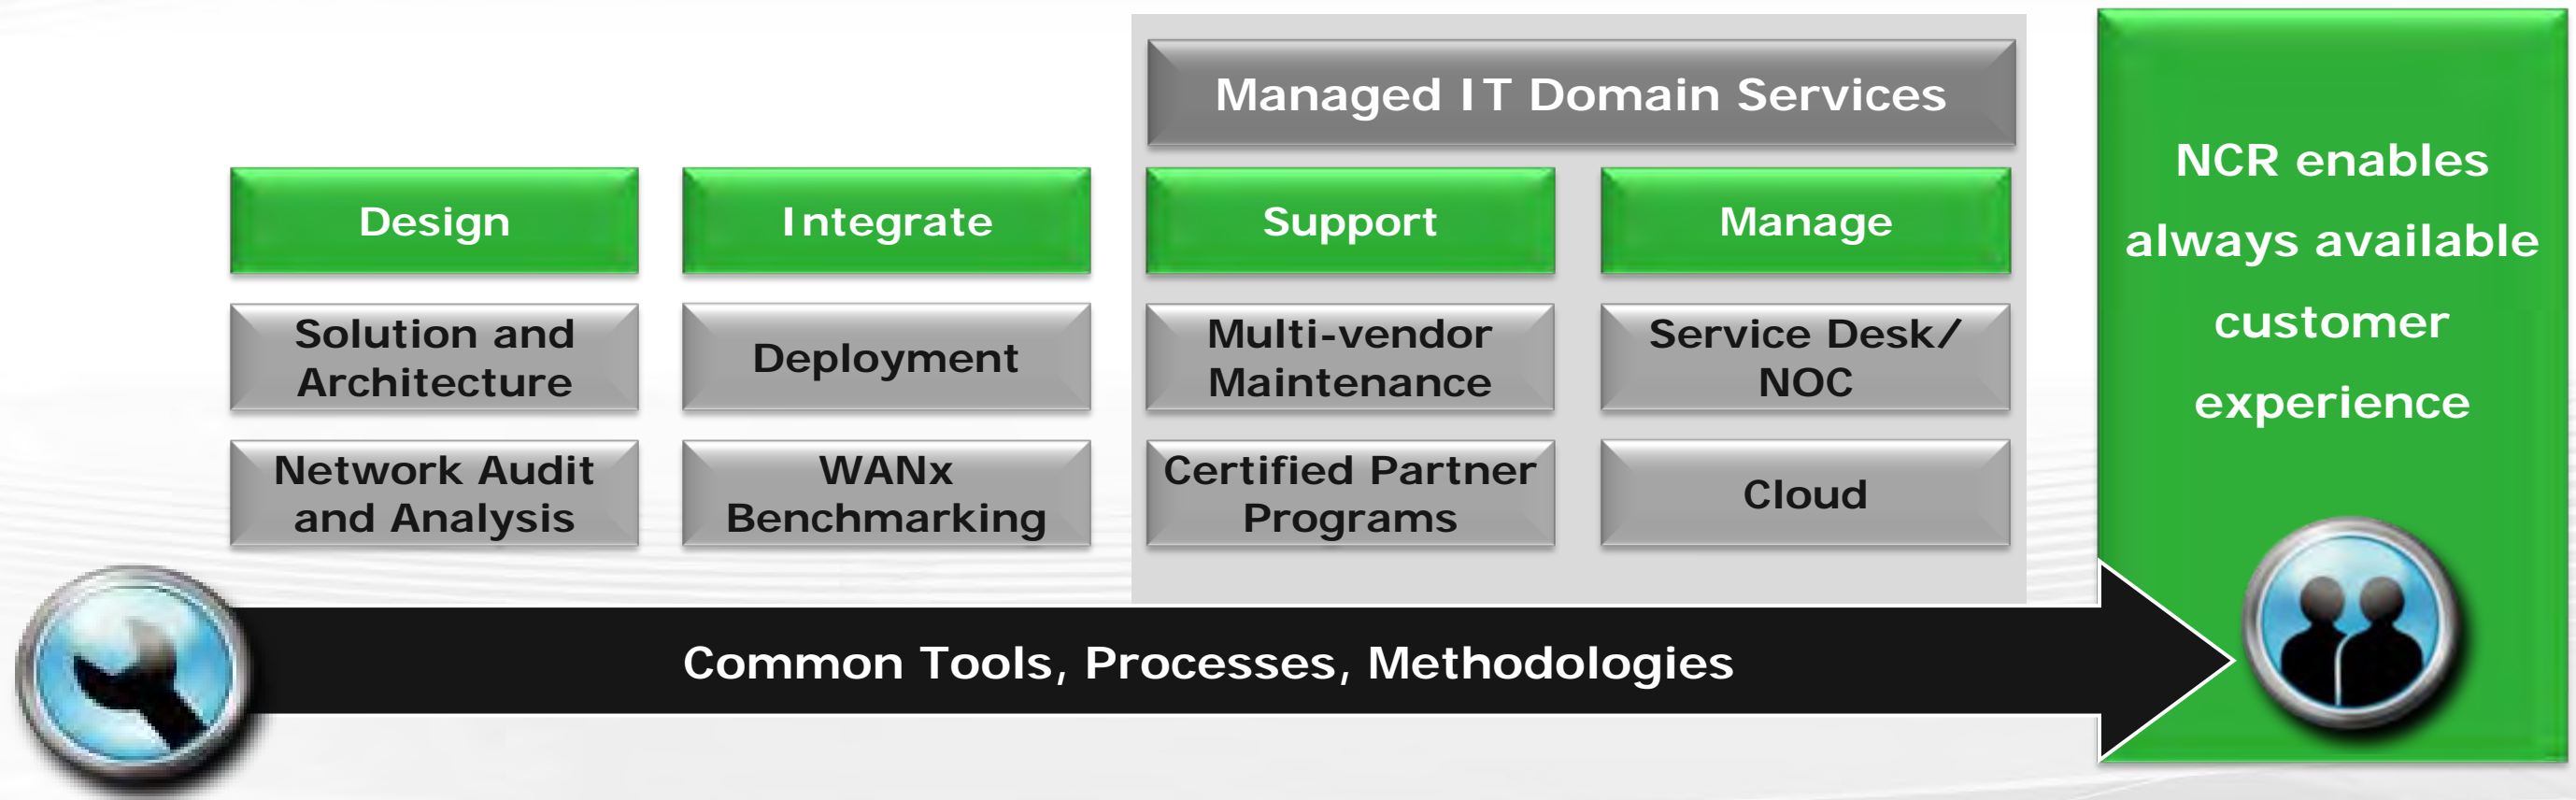 Managed IT Domain Services
Design
Solution and
Architecture
Network Audit
and Analysis
Integrate
Deployment
WANx
Benchmarking
Support
Multi-vendor
Maintenance
Certified Partner
Programs
Manage
Service Desk/
NOC
Cloud
Common Tools, Processes, Methodologies
NCR enables
always available
customer
experience